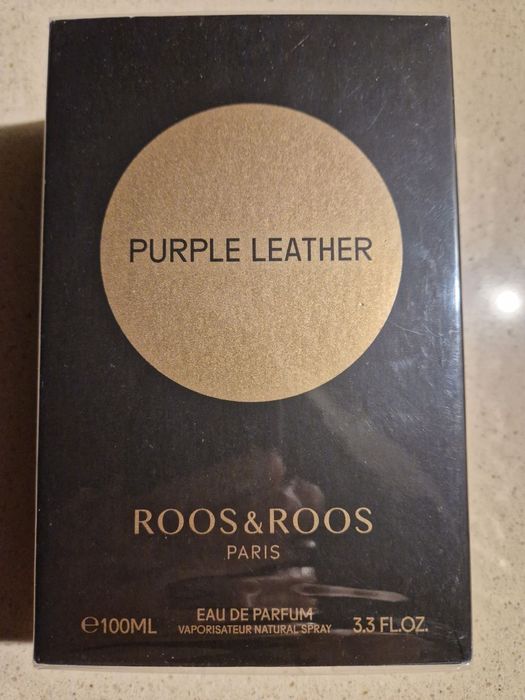 PURPLE LEATHER
ROOS&ROOS
PARIS
EAU DE PARFUM
℮100ML VAPORISATEUR NATURAL SPRAY 3.3 FL.OZ.